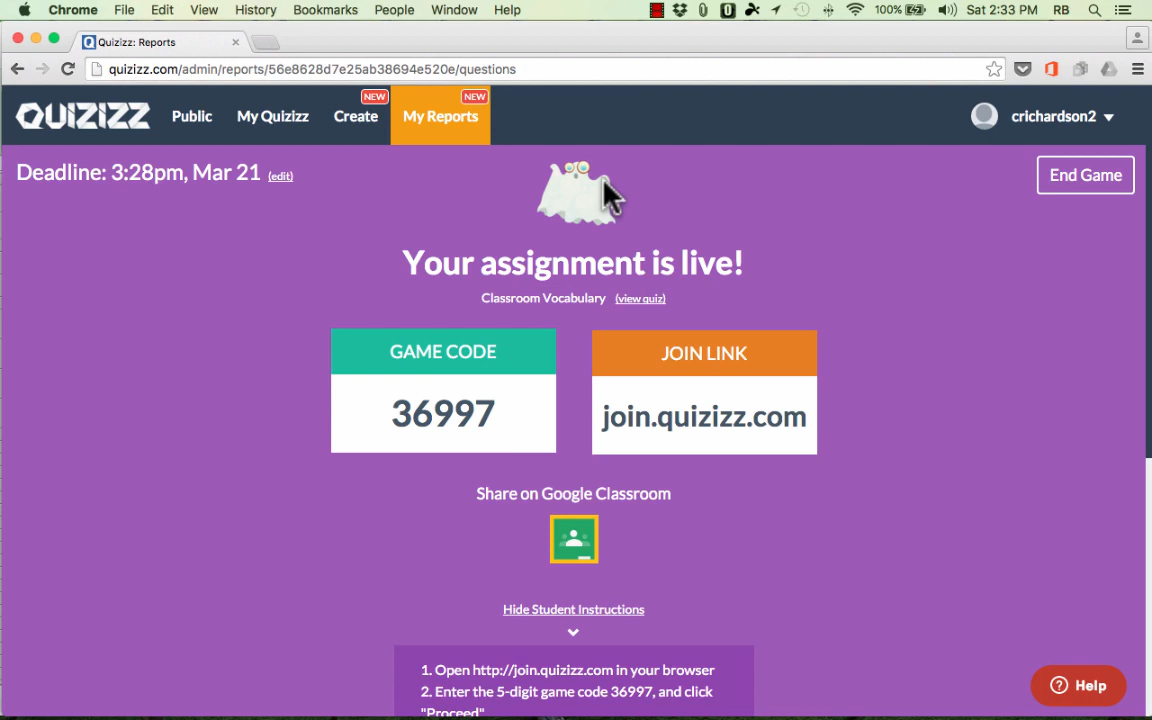 Chrome File Edit View History Bookmarks People Window Help 100% Sat 2:33 PM RB
Quizizz: Reports
quizizz.com/admin/reports/56e8628d7e25ab38694e520e/questions
QUIZIZZ Public My Quizizz Create NEW My Reports NEW crichardson2
Deadline: 3:28pm, Mar 21 (edit)
End Game
Your assignment is live!
Classroom Vocabulary (view quiz)
GAME CODE
36997
JOIN LINK
join.quizizz.com
Share on Google Classroom
Hide Student Instructions
1. Open http://join.quizizz.com in your browser
2. Enter the 5-digit game code 36997, and click
"Proceed"
Help